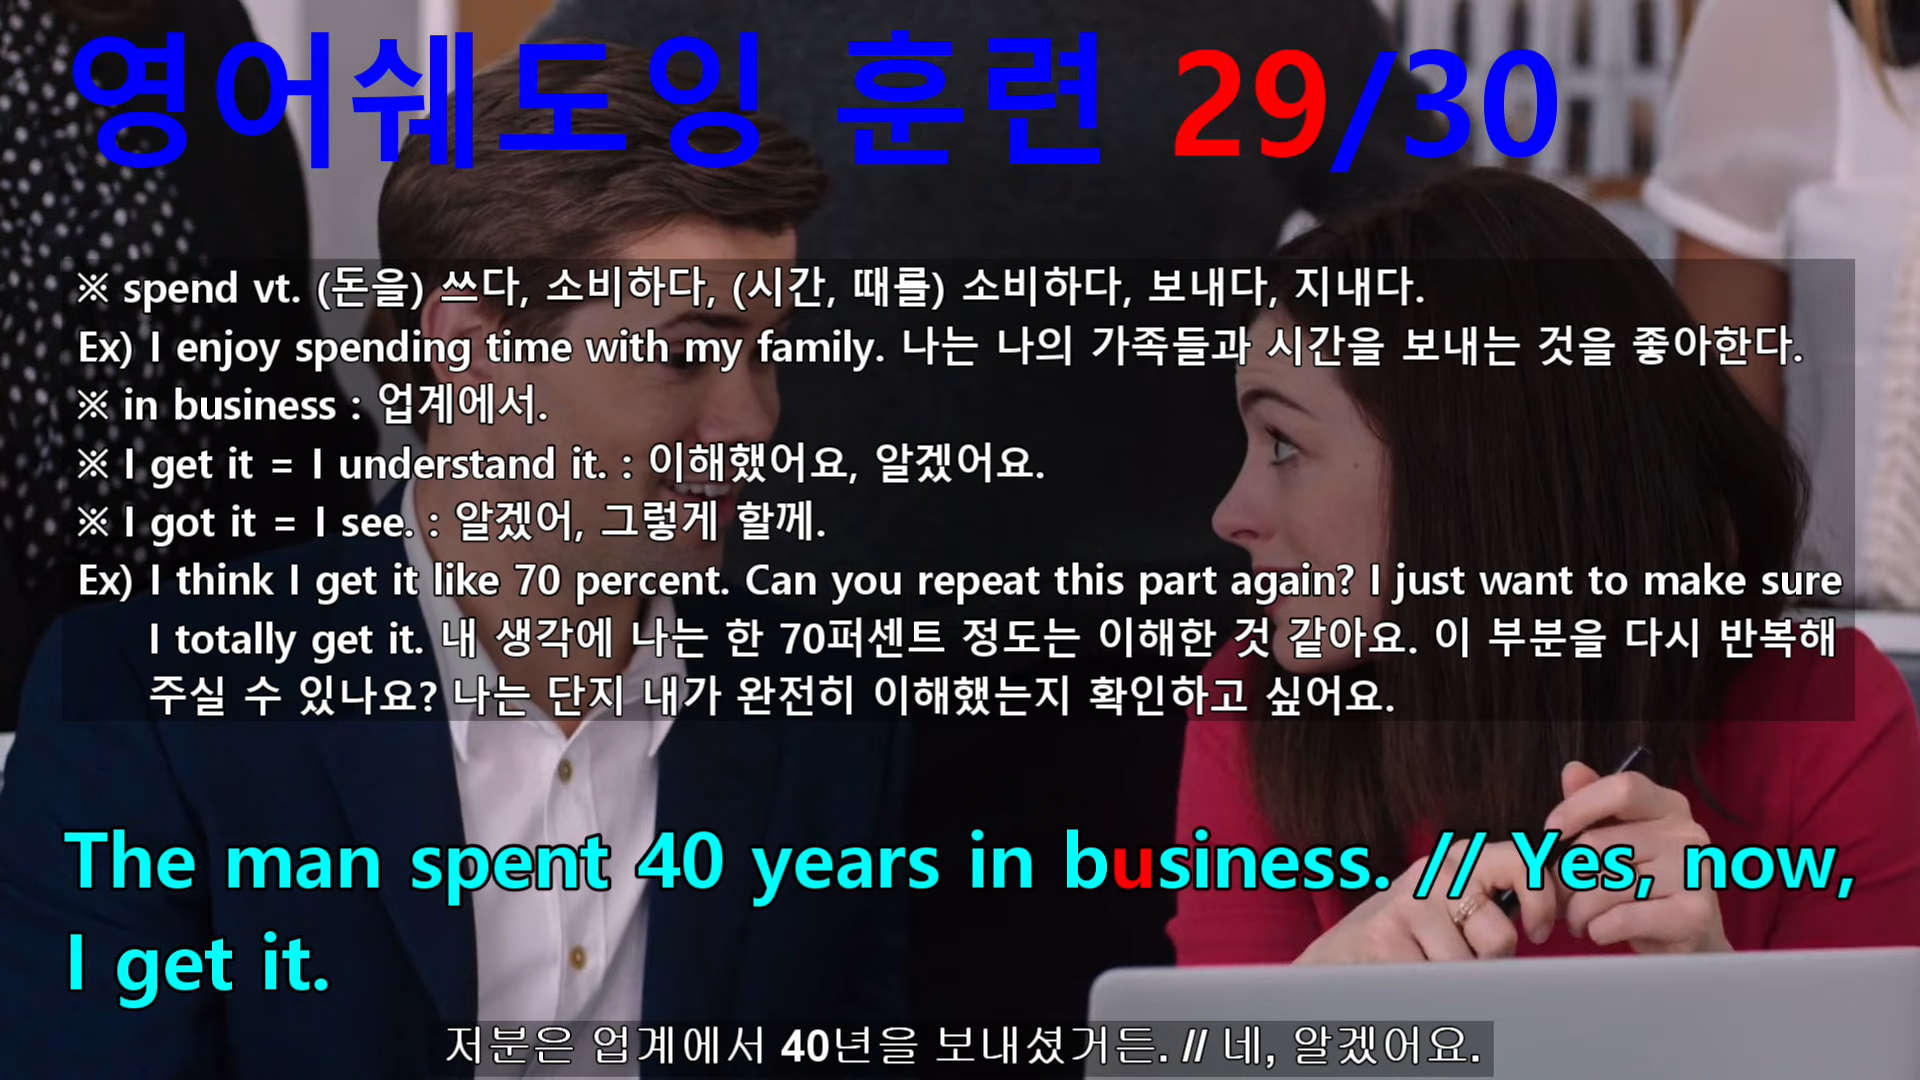 영어쉐도잉 훈련 29/30
※ spend vt. (돈을) 쓰다, 소비하다, (시간, 때를) 소비하다, 보내다, 지내다.
Ex) I enjoy spending time with my family. 나는 나의 가족들과 시간을 보내는 것을 좋아한다.
※ in business : 업계에서.
※ I get it = I understand it. : 이해했어요, 알겠어요.
※ I got it = I see. : 알겠어, 그렇게 할께.
Ex) I think I get it like 70 percent. Can you repeat this part again? I just want to make sure
I totally get it. 내 생각에 나는 한 70퍼센트 정도는 이해한 것 같아요. 이 부분을 다시 반복해
주실 수 있나요? 나는 단지 내가 완전히 이해했는지 확인하고 싶어요.
The man spent 40 years in business. // Yes, now,
I get it.
저분은 업계에서 40년을 보내셨거든. // 네, 알겠어요.